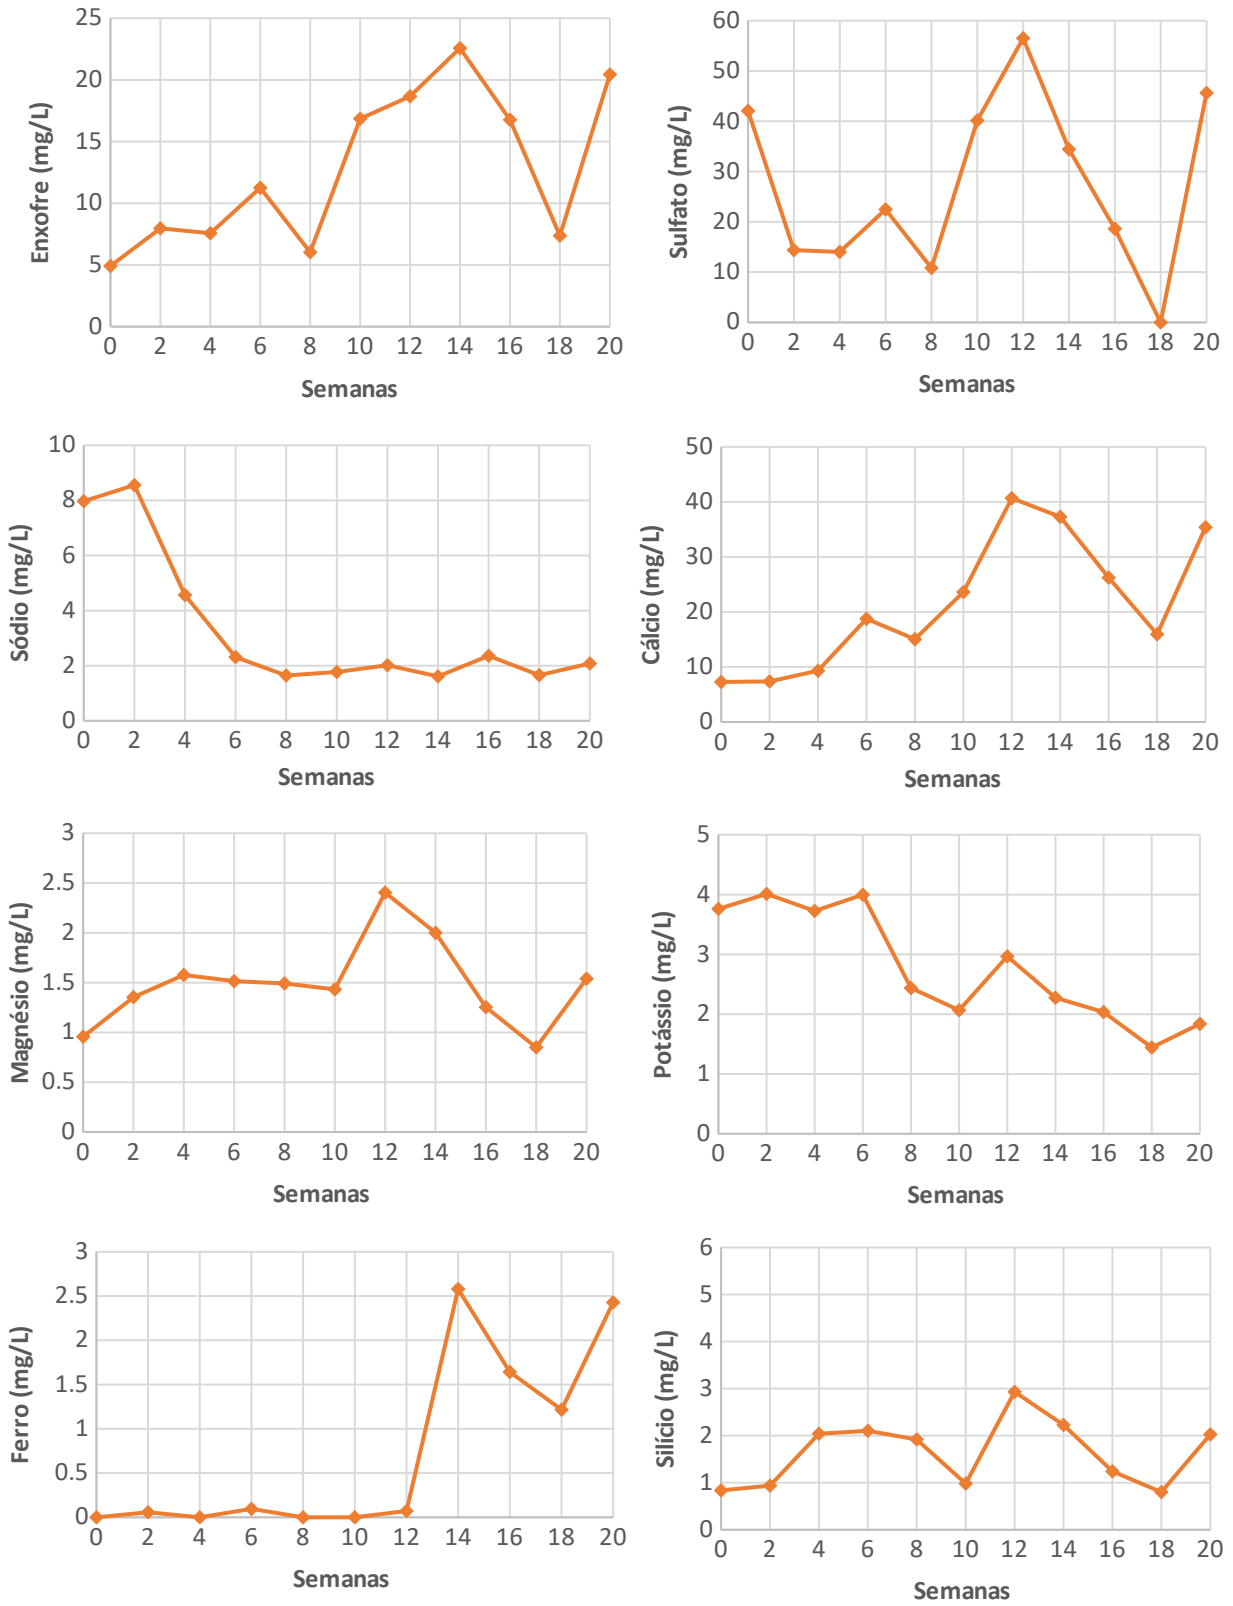 Enxofre (mg/L)
25
20
15
10
5
0
0 2 4 6 8 10 12 14 16 18 20
Semanas
Sulfato (mg/L)
60
50
40
30
20
10
0
0 2 4 6 8 10 12 14 16 18 20
Semanas
Sódio (mg/L)
10
8
6
4
2
0
0 2 4 6 8 10 12 14 16 18 20
Semanas
Cálcio (mg/L)
50
40
30
20
10
0
0 2 4 6 8 10 12 14 16 18 20
Semanas
Magnésio (mg/L)
3
2.5
2
1.5
1
0.5
0
0 2 4 6 8 10 12 14 16 18 20
Semanas
Potássio (mg/L)
5
4
3
2
1
0
0 2 4 6 8 10 12 14 16 18 20
Semanas
Ferro (mg/L)
3
2.5
2
1.5
1
0.5
0
0 2 4 6 8 10 12 14 16 18 20
Semanas
Silício (mg/L)
6
5
4
3
2
1
0
0 2 4 6 8 10 12 14 16 18 20
Semanas